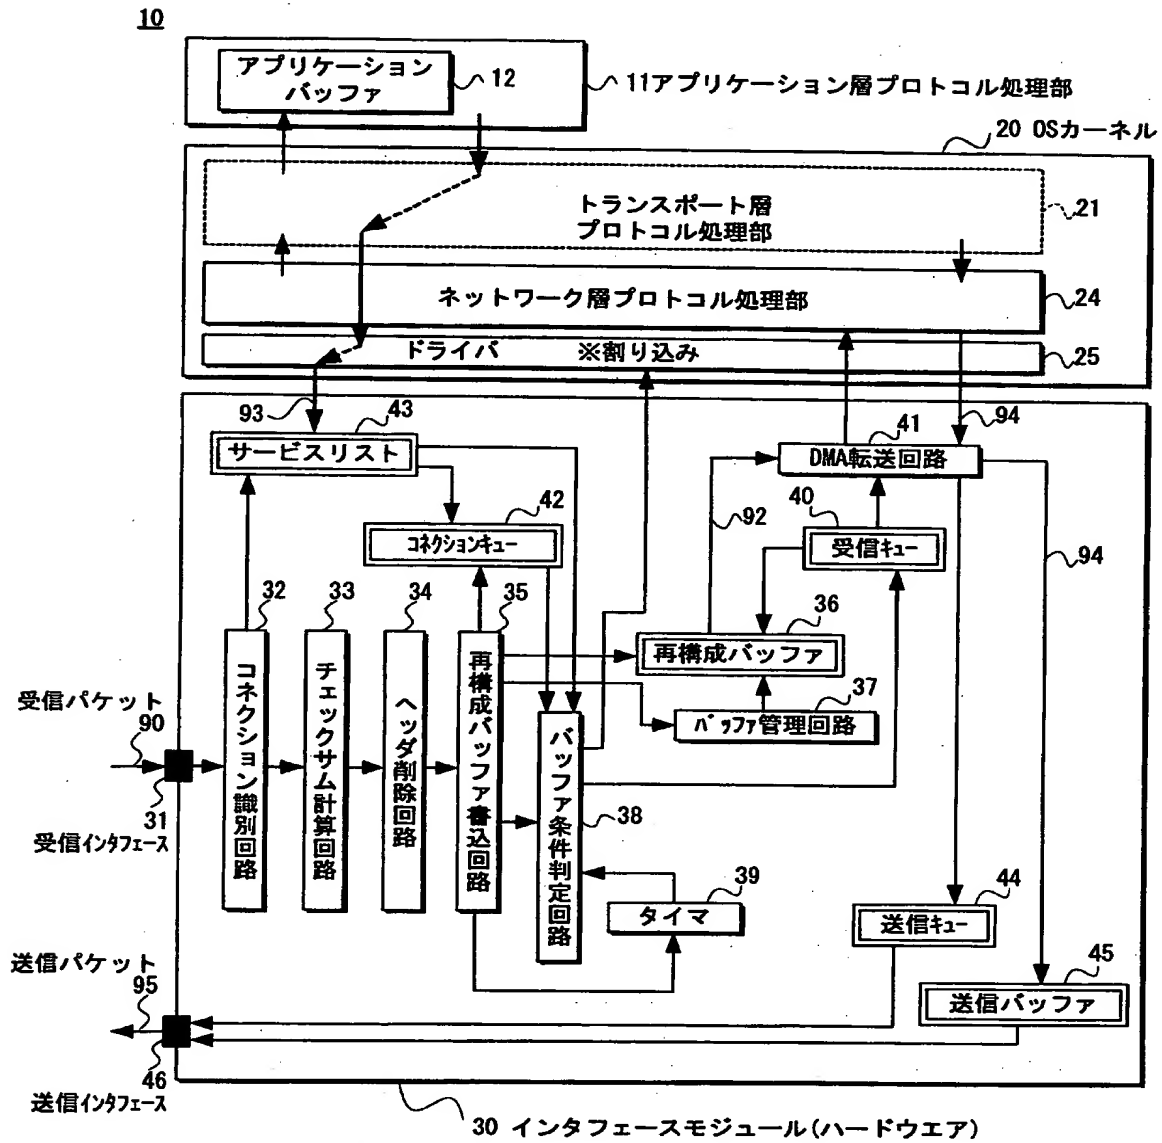 10
アプリケーション
バッファ
12
11アプリケーション層プロトコル処理部
20 OSカーネル
トランスポート層
プロトコル処理部
21
ネットワーク層プロトコル処理部
24
ドライバ ※割り込み
25
93
43
94
サービスリスト
41
DMA転送回路
42
40
92
コネクションキュー
受信キュー
94
32
33
34
35
36
再構成バッファ
37
バッファ管理回路
受信パケット
90
31
受信インタフェース
コネクション識別回路
チェックサム計算回路
ヘッダ削除回路
再構成バッファ書込回路
バッファ条件判定回路
38
39
タイマ
44
送信キュー
45
送信バッファ
送信パケット
95
46
送信インタフェース
30 インタフェースモジュール(ハードウエア)